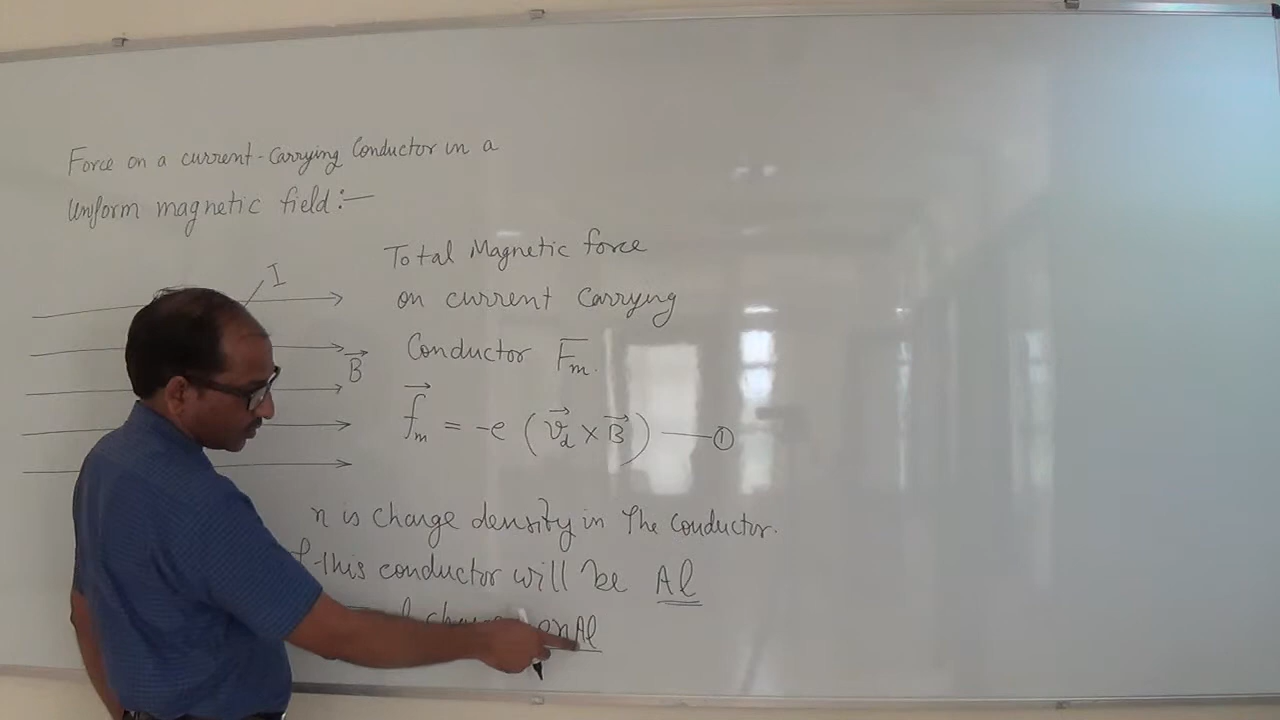 Force on a current-Carrying Conductor in a
Uniform magnetic field:—
I
B
Total Magnetic force
on current Carrying
Conductor Fm.
fm = -e (vd × B) —①
n is charge density in The conductor.
this conductor will be Al
enAl